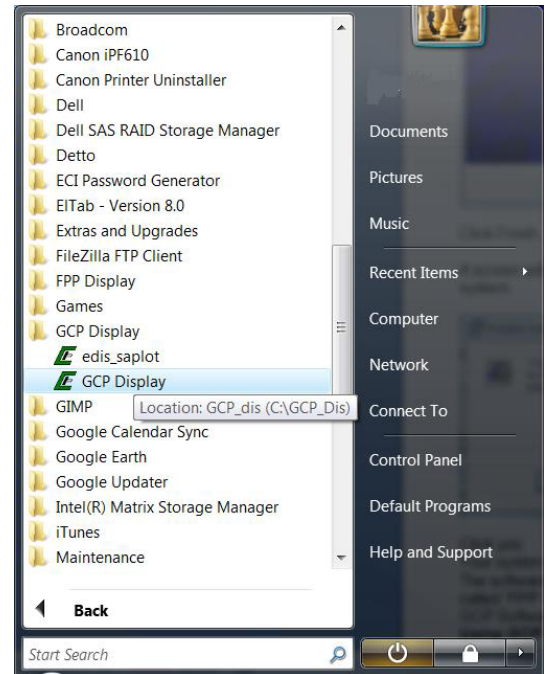 Broadcom
Canon iPF610
Canon Printer Uninstaller
Dell
Dell SAS RAID Storage Manager
Detto
ECI Password Generator
EITab - Version 8.0
Extras and Upgrades
FileZilla FTP Client
FPP Display
Games
GCP Display
edis_saplot
GCP Display
GIMP
Location: GCP_dis (C:\GCP_Dis)
Google Calendar Sync
Google Earth
Google Updater
Intel(R) Matrix Storage Manager
iTunes
Maintenance
Back
Start Search
Documents
Pictures
Music
Recent Items
Computer
Network
Connect To
Control Panel
Default Programs
Help and Support